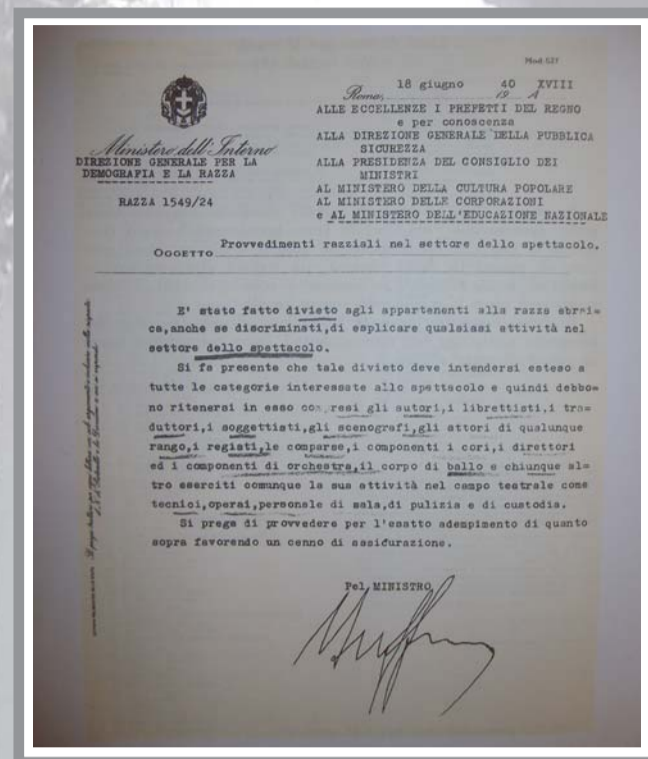 Mod. 521
18 giugno 40 XVIII
Roma, 19 A
ALLE ECCELLENZE I PREFETTI DEL REGNO
e per conoscenza
ALLA DIREZIONE GENERALE DELLA PUBBLICA
SICUREZZA
ALLA PRESIDENZA DEL CONSIGLIO DEI
MINISTRI
AL MINISTERO DELLA CULTURA POPOLARE
AL MINISTERO DELLE CORPORAZIONI
e AL MINISTERO DELL'EDUCAZIONE NAZIONALE
Ministero dell'Interno
DIREZIONE GENERALE PER LA
DEMOGRAFIA E LA RAZZA
RAZZA 1549/24
OGGETTO Provvedimenti razziali nel settore dello spettacolo.
E' stato fatto divieto agli appartenenti alla razza ebrai=
ca,anche se discriminati,di esplicare qualsiasi attività nel
settore dello spettacolo.
Si fa presente che tale divieto deve intendersi esteso a
tutte le categorie interessate allo spettacolo e quindi debbo=
no ritenersi in esso compresi gli autori,i librettisti,i tra=
duttori,i soggettisti,gli scenografi,gli attori di qualunque
rango,i registi,le comparse,i componenti i cori,i direttori
ed i componenti di orchestra,il corpo di ballo e chiunque al=
tro eserciti comunque la sua attività nel campo teatrale come
tecnici,operai,personale di sala,di pulizia e di custodia.
Si prega di provvedere per l'esatto adempimento di quanto
sopra favorendo un cenno di assicurazione.
Pel MINISTRO